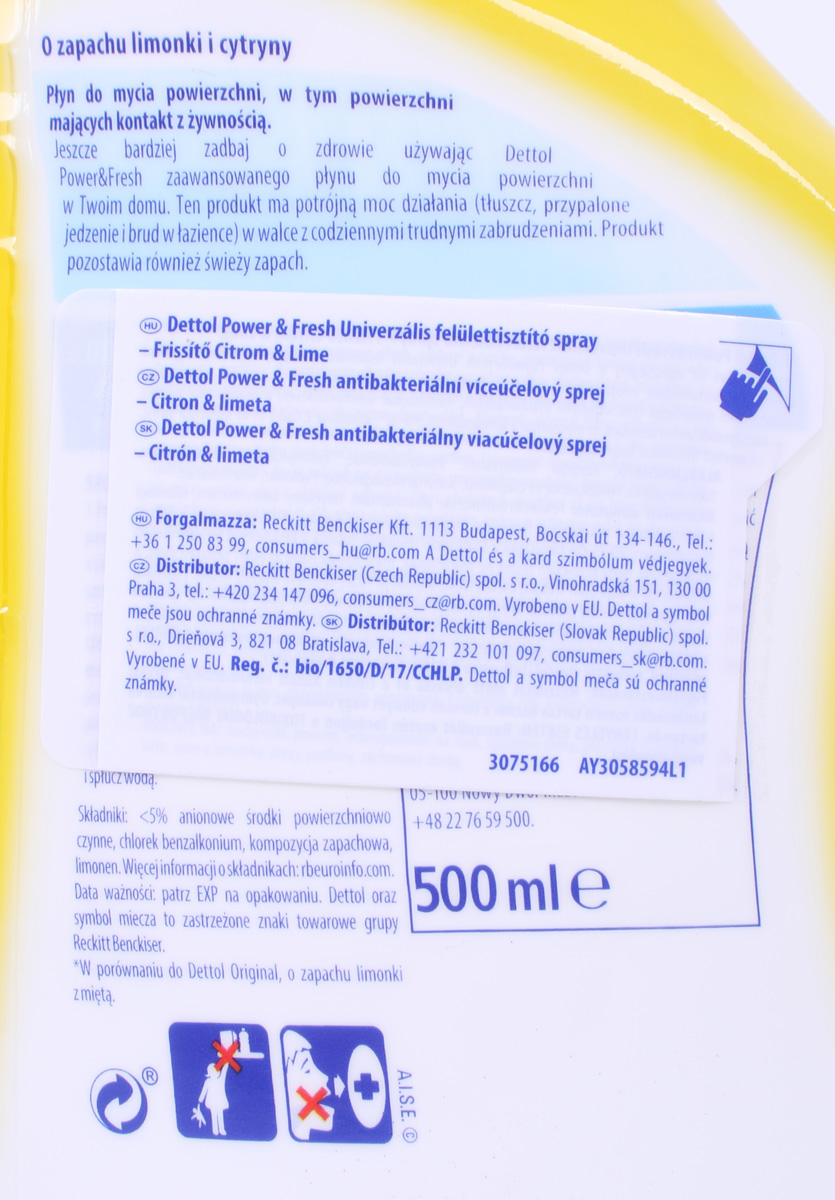 O zapachu limonki i cytryny
Płyn do mycia powierzchni, w tym powierzchni
mających kontakt z żywnością.
Jeszcze bardziej zadbaj o zdrowie używając Dettol
Power&Fresh zaawansowanego płynu do mycia powierzchni
w Twoim domu. Ten produkt ma potrójną moc działania (tłuszcz, przypalone
jedzenie i brud w łazience) w walce z codziennymi trudnymi zabrudzeniami. Produkt
pozostawia również świeży zapach.
HU Dettol Power & Fresh Univerzális felülettisztító spray
– Frissítő Citrom & Lime
CZ Dettol Power & Fresh antibakteriální víceúčelový sprej
– Citron & limeta
SK Dettol Power & Fresh antibakteriálny viacúčelový sprej
– Citrón & limeta
HU Forgalmazza: Reckitt Benckiser Kft. 1113 Budapest, Bocskai út 134-146., Tel.:
+36 1 250 83 99, consumers_hu@rb.com A Dettol és a kard szimbólum védjegyek.
CZ Distributor: Reckitt Benckiser (Czech Republic) spol. s r.o., Vinohradská 151, 130 00
Praha 3, tel.: +420 234 147 096, consumers_cz@rb.com. Vyrobeno v EU. Dettol a symbol
meče jsou ochranné známky. SK Distribútor: Reckitt Benckiser (Slovak Republic) spol.
s r.o., Drieňová 3, 821 08 Bratislava, Tel.: +421 232 101 097, consumers_sk@rb.com.
Vyrobené v EU. Reg. č.: bio/1650/D/17/CCHLP. Dettol a symbol meča sú ochranné
známky.
3075166 AY3058594L1
i spłucz wodą.
Składniki: <5% anionowe środki powierzchniowo
czynne, chlorek benzalkonium, kompozycja zapachowa,
limonen. Więcej informacji o składnikach: rbeuroinfo.com.
Data ważności: patrz EXP na opakowaniu. Dettol oraz
symbol miecza to zastrzeżone znaki towarowe grupy
Reckitt Benckiser.
*W porównaniu do Dettol Original, o zapachu limonki
z miętą.
05-100 Nowy
+48 22 76 59 500.
500 ml e
®
A.I.S.E. ©